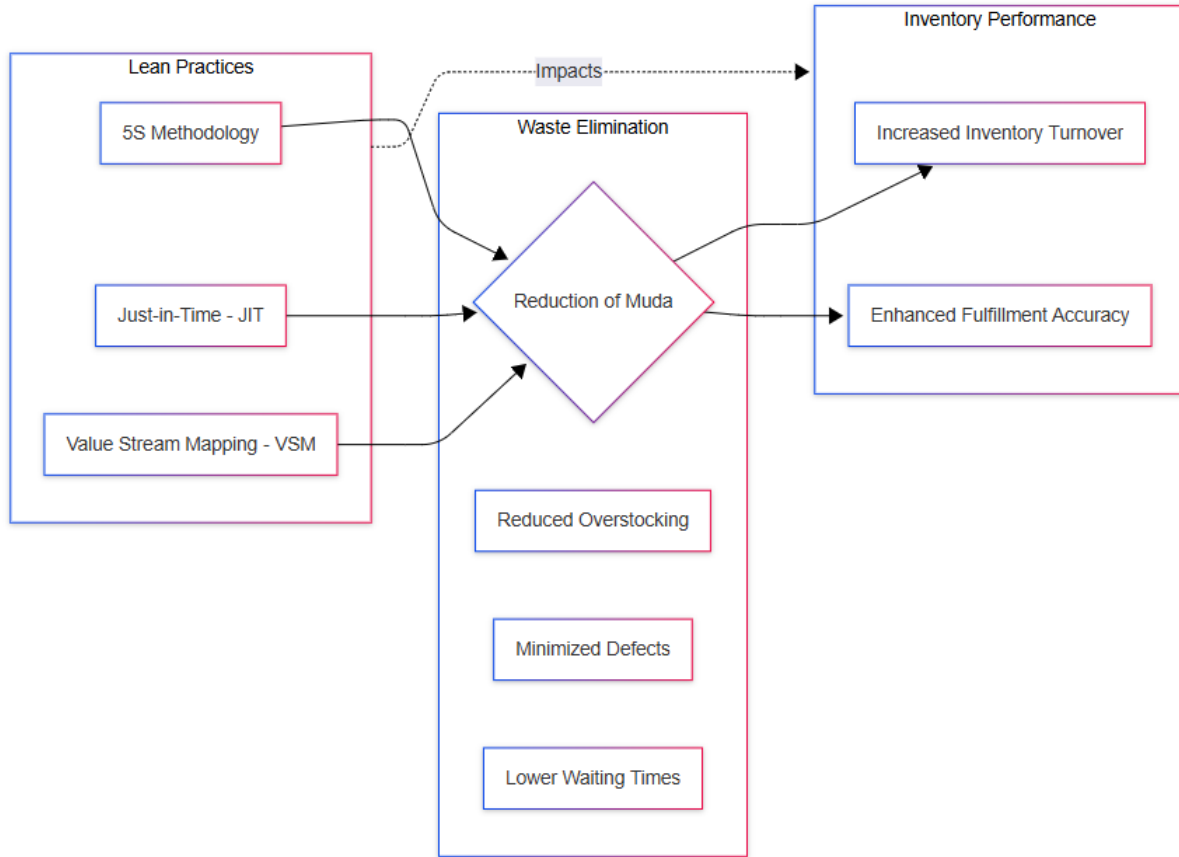 Lean Practices
5S Methodology
Just-in-Time - JIT
Value Stream Mapping - VSM
Impacts
Waste Elimination
Reduction of Muda
Reduced Overstocking
Minimized Defects
Lower Waiting Times
Inventory Performance
Increased Inventory Turnover
Enhanced Fulfillment Accuracy